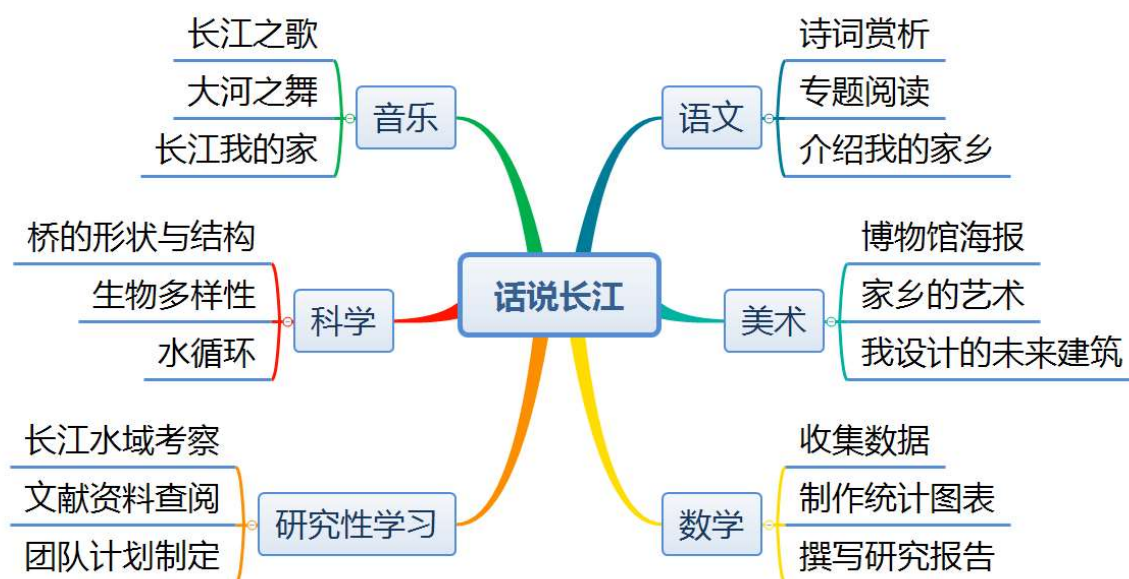 话说长江
音乐
长江之歌
大河之舞
长江我的家
语文
诗词赏析
专题阅读
介绍我的家乡
科学
桥的形状与结构
生物多样性
水循环
美术
博物馆海报
家乡的艺术
我设计的未来建筑
研究性学习
长江水域考察
文献资料查阅
团队计划制定
数学
收集数据
制作统计图表
撰写研究报告